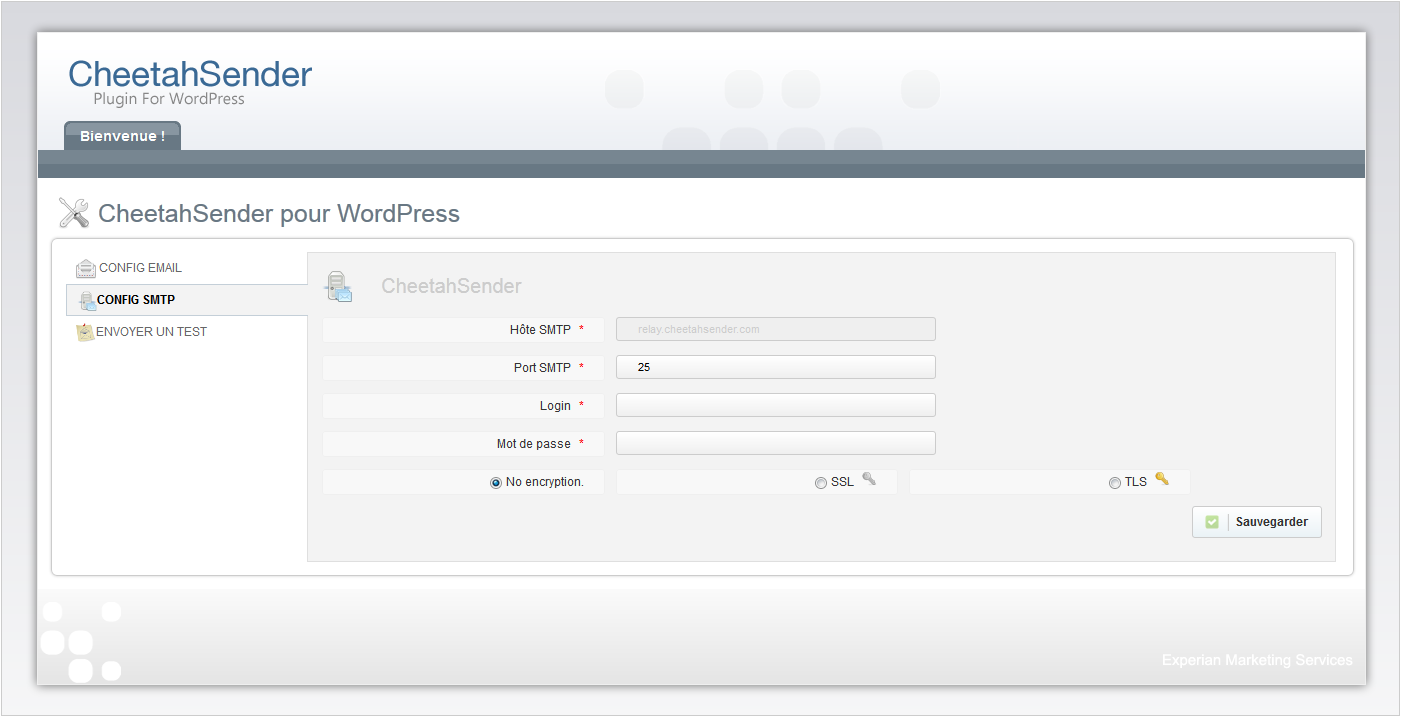 CheetahSender
Plugin For WordPress
Bienvenue !
CheetahSender pour WordPress
CONFIG EMAIL
CONFIG SMTP
ENVOYER UN TEST
CheetahSender
Hôte SMTP * relay.cheetahsender.com
Port SMTP * 25
Login *
Mot de passe *
No encryption. SSL TLS
Sauvegarder
Experian Marketing Services